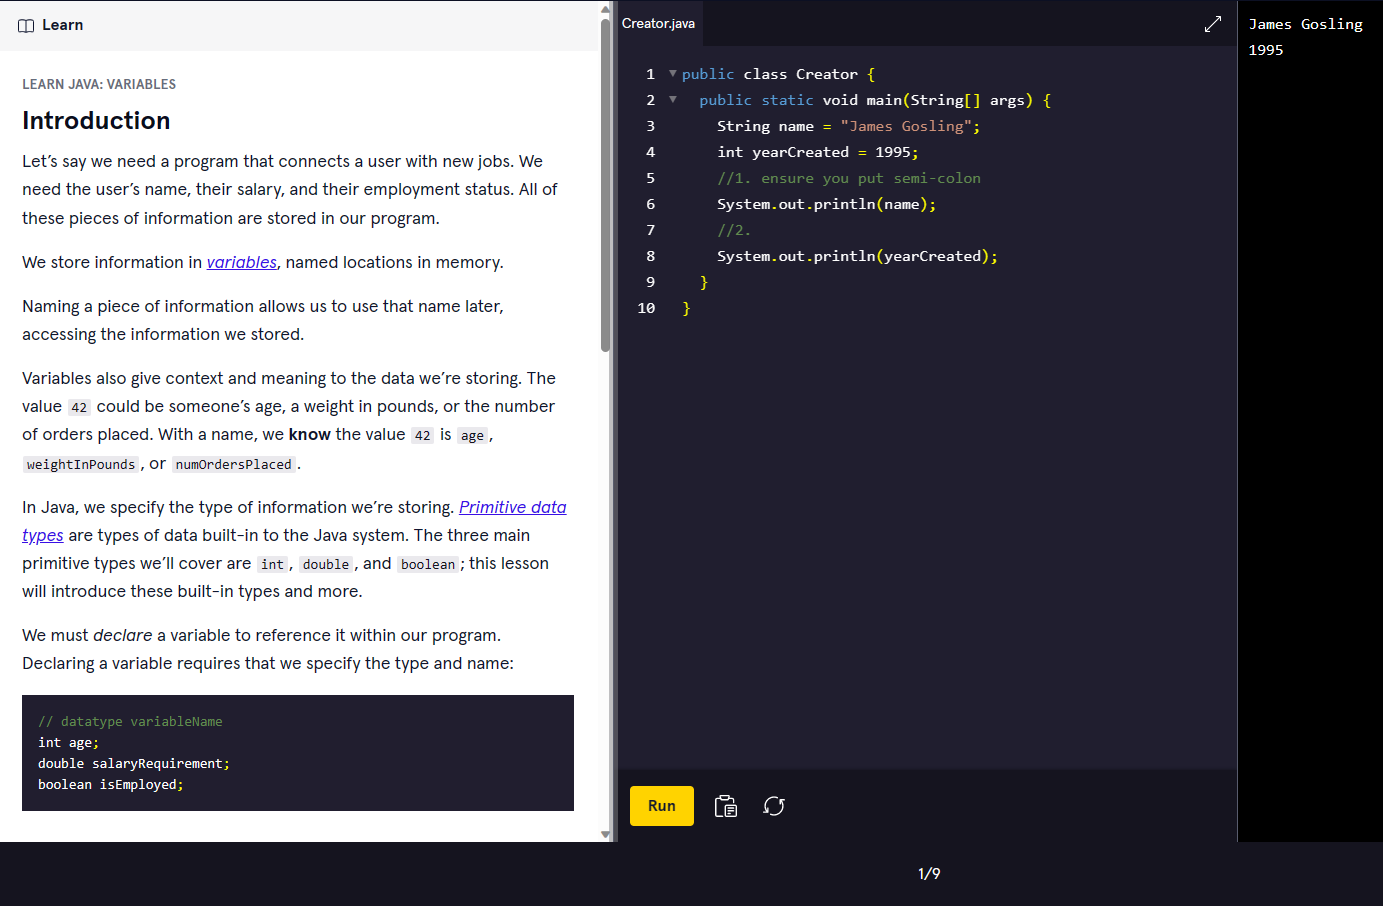 Learn
LEARN JAVA: VARIABLES
Introduction
Let’s say we need a program that connects a user with new jobs. We
need the user’s name, their salary, and their employment status. All of
these pieces of information are stored in our program.
We store information in variables, named locations in memory.
Naming a piece of information allows us to use that name later,
accessing the information we stored.
Variables also give context and meaning to the data we’re storing. The
value 42 could be someone’s age, a weight in pounds, or the number
of orders placed. With a name, we know the value 42 is age,
weightInPounds, or numOrdersPlaced.
In Java, we specify the type of information we’re storing. Primitive data
types are types of data built-in to the Java system. The three main
primitive types we’ll cover are int, double, and boolean; this lesson
will introduce these built-in types and more.
We must declare a variable to reference it within our program.
Declaring a variable requires that we specify the type and name:
// datatype variableName
int age;
double salaryRequirement;
boolean isEmployed;
Creator.java
1 public class Creator {
2 public static void main(String[] args) {
3 String name = "James Gosling";
4 int yearCreated = 1995;
5 //1. ensure you put semi-colon
6 System.out.println(name);
7 //2.
8 System.out.println(yearCreated);
9 }
10 }
Run
James Gosling
1995
1/9